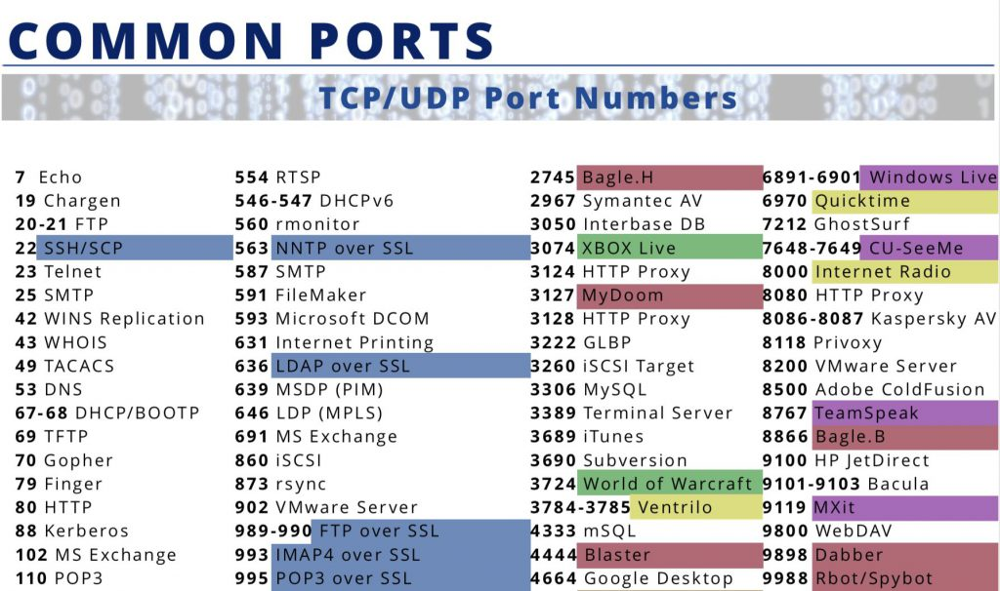 COMMON PORTS
TCP/UDP Port Numbers
7 Echo
19 Chargen
20-21 FTP
22 SSH/SCP
23 Telnet
25 SMTP
42 WINS Replication
43 WHOIS
49 TACACS
53 DNS
67-68 DHCP/BOOTP
69 TFTP
70 Gopher
79 Finger
80 HTTP
88 Kerberos
102 MS Exchange
110 POP3
554 RTSP
546-547 DHCPv6
560 rmonitor
563 NNTP over SSL
587 SMTP
591 FileMaker
593 Microsoft DCOM
631 Internet Printing
636 LDAP over SSL
639 MSDP (PIM)
646 LDP (MPLS)
691 MS Exchange
860 iSCSI
873 rsync
902 VMware Server
989-990 FTP over SSL
993 IMAP4 over SSL
995 POP3 over SSL
2745 Bagle.H
2967 Symantec AV
3050 Interbase DB
3074 XBOX Live
3124 HTTP Proxy
3127 MyDoom
3128 HTTP Proxy
3222 GLBP
3260 iSCSI Target
3306 MySQL
3389 Terminal Server
3689 iTunes
3690 Subversion
3724 World of Warcraft
3784-3785 Ventrilo
4333 mSQL
4444 Blaster
4664 Google Desktop
6891-6901 Windows Live
6970 Quicktime
7212 GhostSurf
7648-7649 CU-SeeMe
8000 Internet Radio
8080 HTTP Proxy
8086-8087 Kaspersky AV
8118 Privoxy
8200 VMware Server
8500 Adobe ColdFusion
8767 TeamSpeak
8866 Bagle.B
9100 HP JetDirect
9101-9103 Bacula
9119 MXit
9800 WebDAV
9898 Dabber
9988 Rbot/Spybot